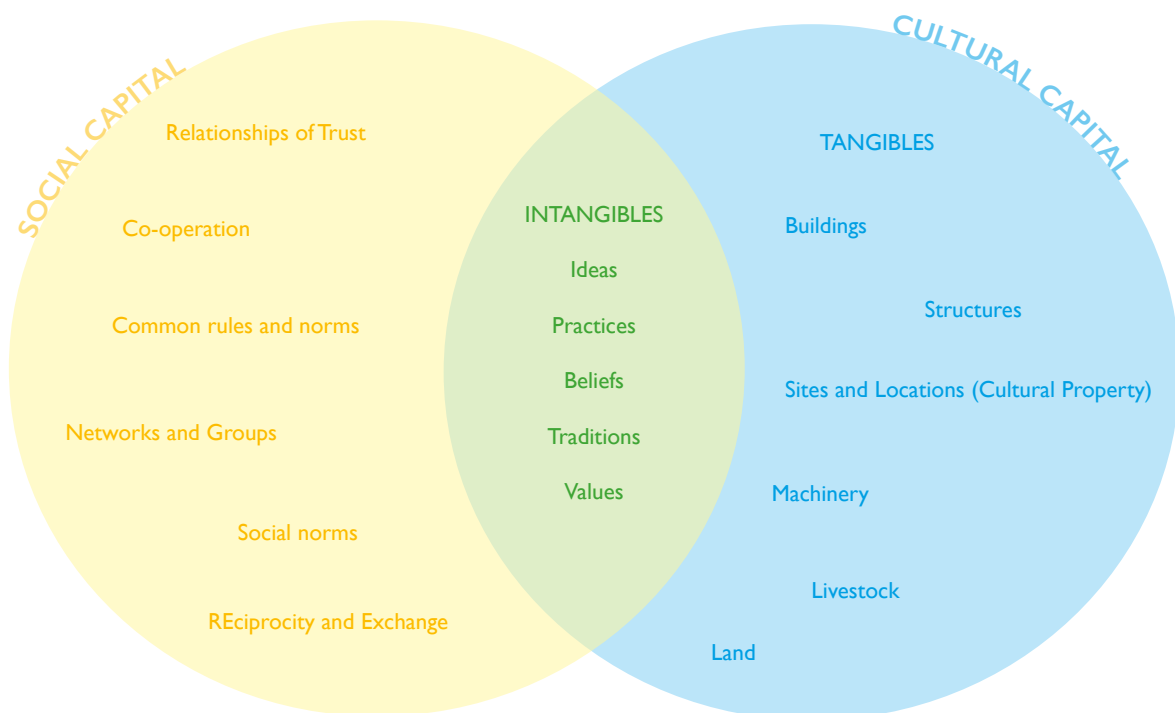 SOCIAL CAPITAL
Relationships of Trust
Co-operation
Common rules and norms
Networks and Groups
Social norms
REciprocity and Exchange
INTANGIBLES
Ideas
Practices
Beliefs
Traditions
Values
CULTURAL CAPITAL
TANGIBLES
Buildings
Structures
Sites and Locations (Cultural Property)
Machinery
Livestock
Land